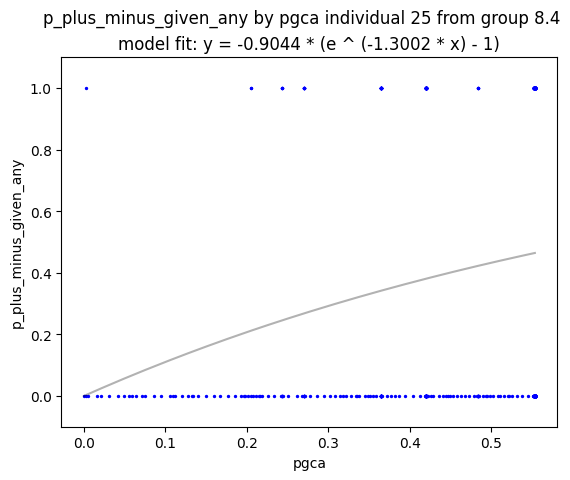 p_plus_minus_given_any by pgca individual 25 from group 8.4
model fit: y = -0.9044 * (e ^ (-1.3002 * x) - 1)
1.0
0.8
0.6
0.4
0.2
0.0
p_plus_minus_given_any
0.0 0.1 0.2 0.3 0.4 0.5
pgca